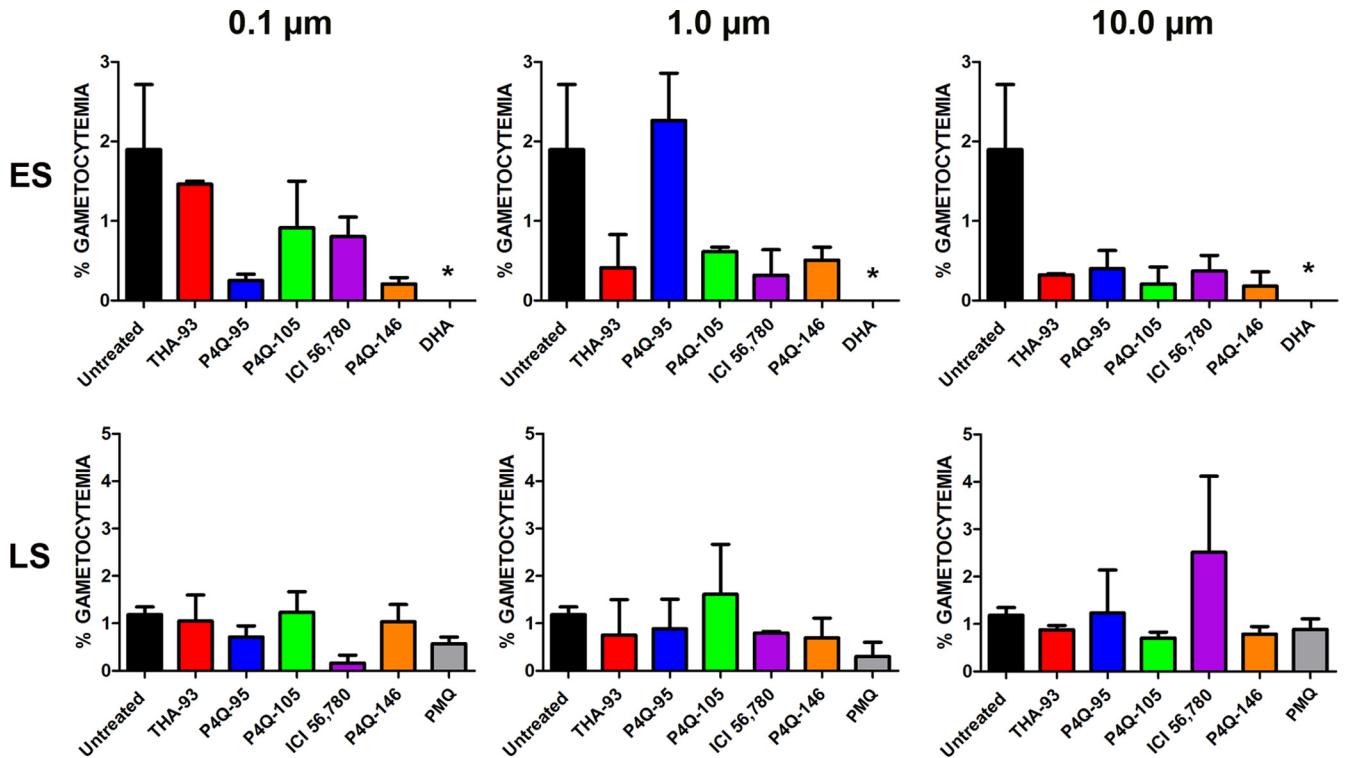 0.1 µm 1.0 µm 10.0 µm
ES
% GAMETOCYTEMIA
3
2
1
0
*
Untreated THA-93 P4Q-95 P4Q-105 ICI 56,780 P4Q-146 DHA
% GAMETOCYTEMIA
3
2
1
0
*
Untreated THA-93 P4Q-95 P4Q-105 ICI 56,780 P4Q-146 DHA
% GAMETOCYTEMIA
3
2
1
0
*
Untreated THA-93 P4Q-95 P4Q-105 ICI 56,780 P4Q-146 DHA
LS
% GAMETOCYTEMIA
5
4
3
2
1
0
Untreated THA-93 P4Q-95 P4Q-105 ICI 56,780 P4Q-146 PMQ
% GAMETOCYTEMIA
5
4
3
2
1
0
Untreated THA-93 P4Q-95 P4Q-105 ICI 56,780 P4Q-146 PMQ
% GAMETOCYTEMIA
5
4
3
2
1
0
Untreated THA-93 P4Q-95 P4Q-105 ICI 56,780 P4Q-146 PMQ